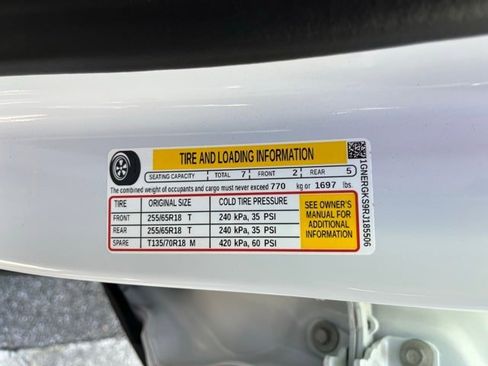 TIRE AND LOADING INFORMATION
SEATING CAPACITY TOTAL 7 FRONT 2 REAR 5
The combined weight of occupants and cargo must never exceed 770 kg or 1697 lbs.
TIRE ORIGINAL SIZE COLD TIRE PRESSURE
FRONT 255/65R18 T 240 kPa, 35 PSI
REAR 255/65R18 T 240 kPa, 35 PSI
SPARE T135/70R18 M 420 kPa, 60 PSI
SEE OWNER'S
MANUAL FOR
ADDITIONAL
INFORMATION
1GNERGKS9RJ185506